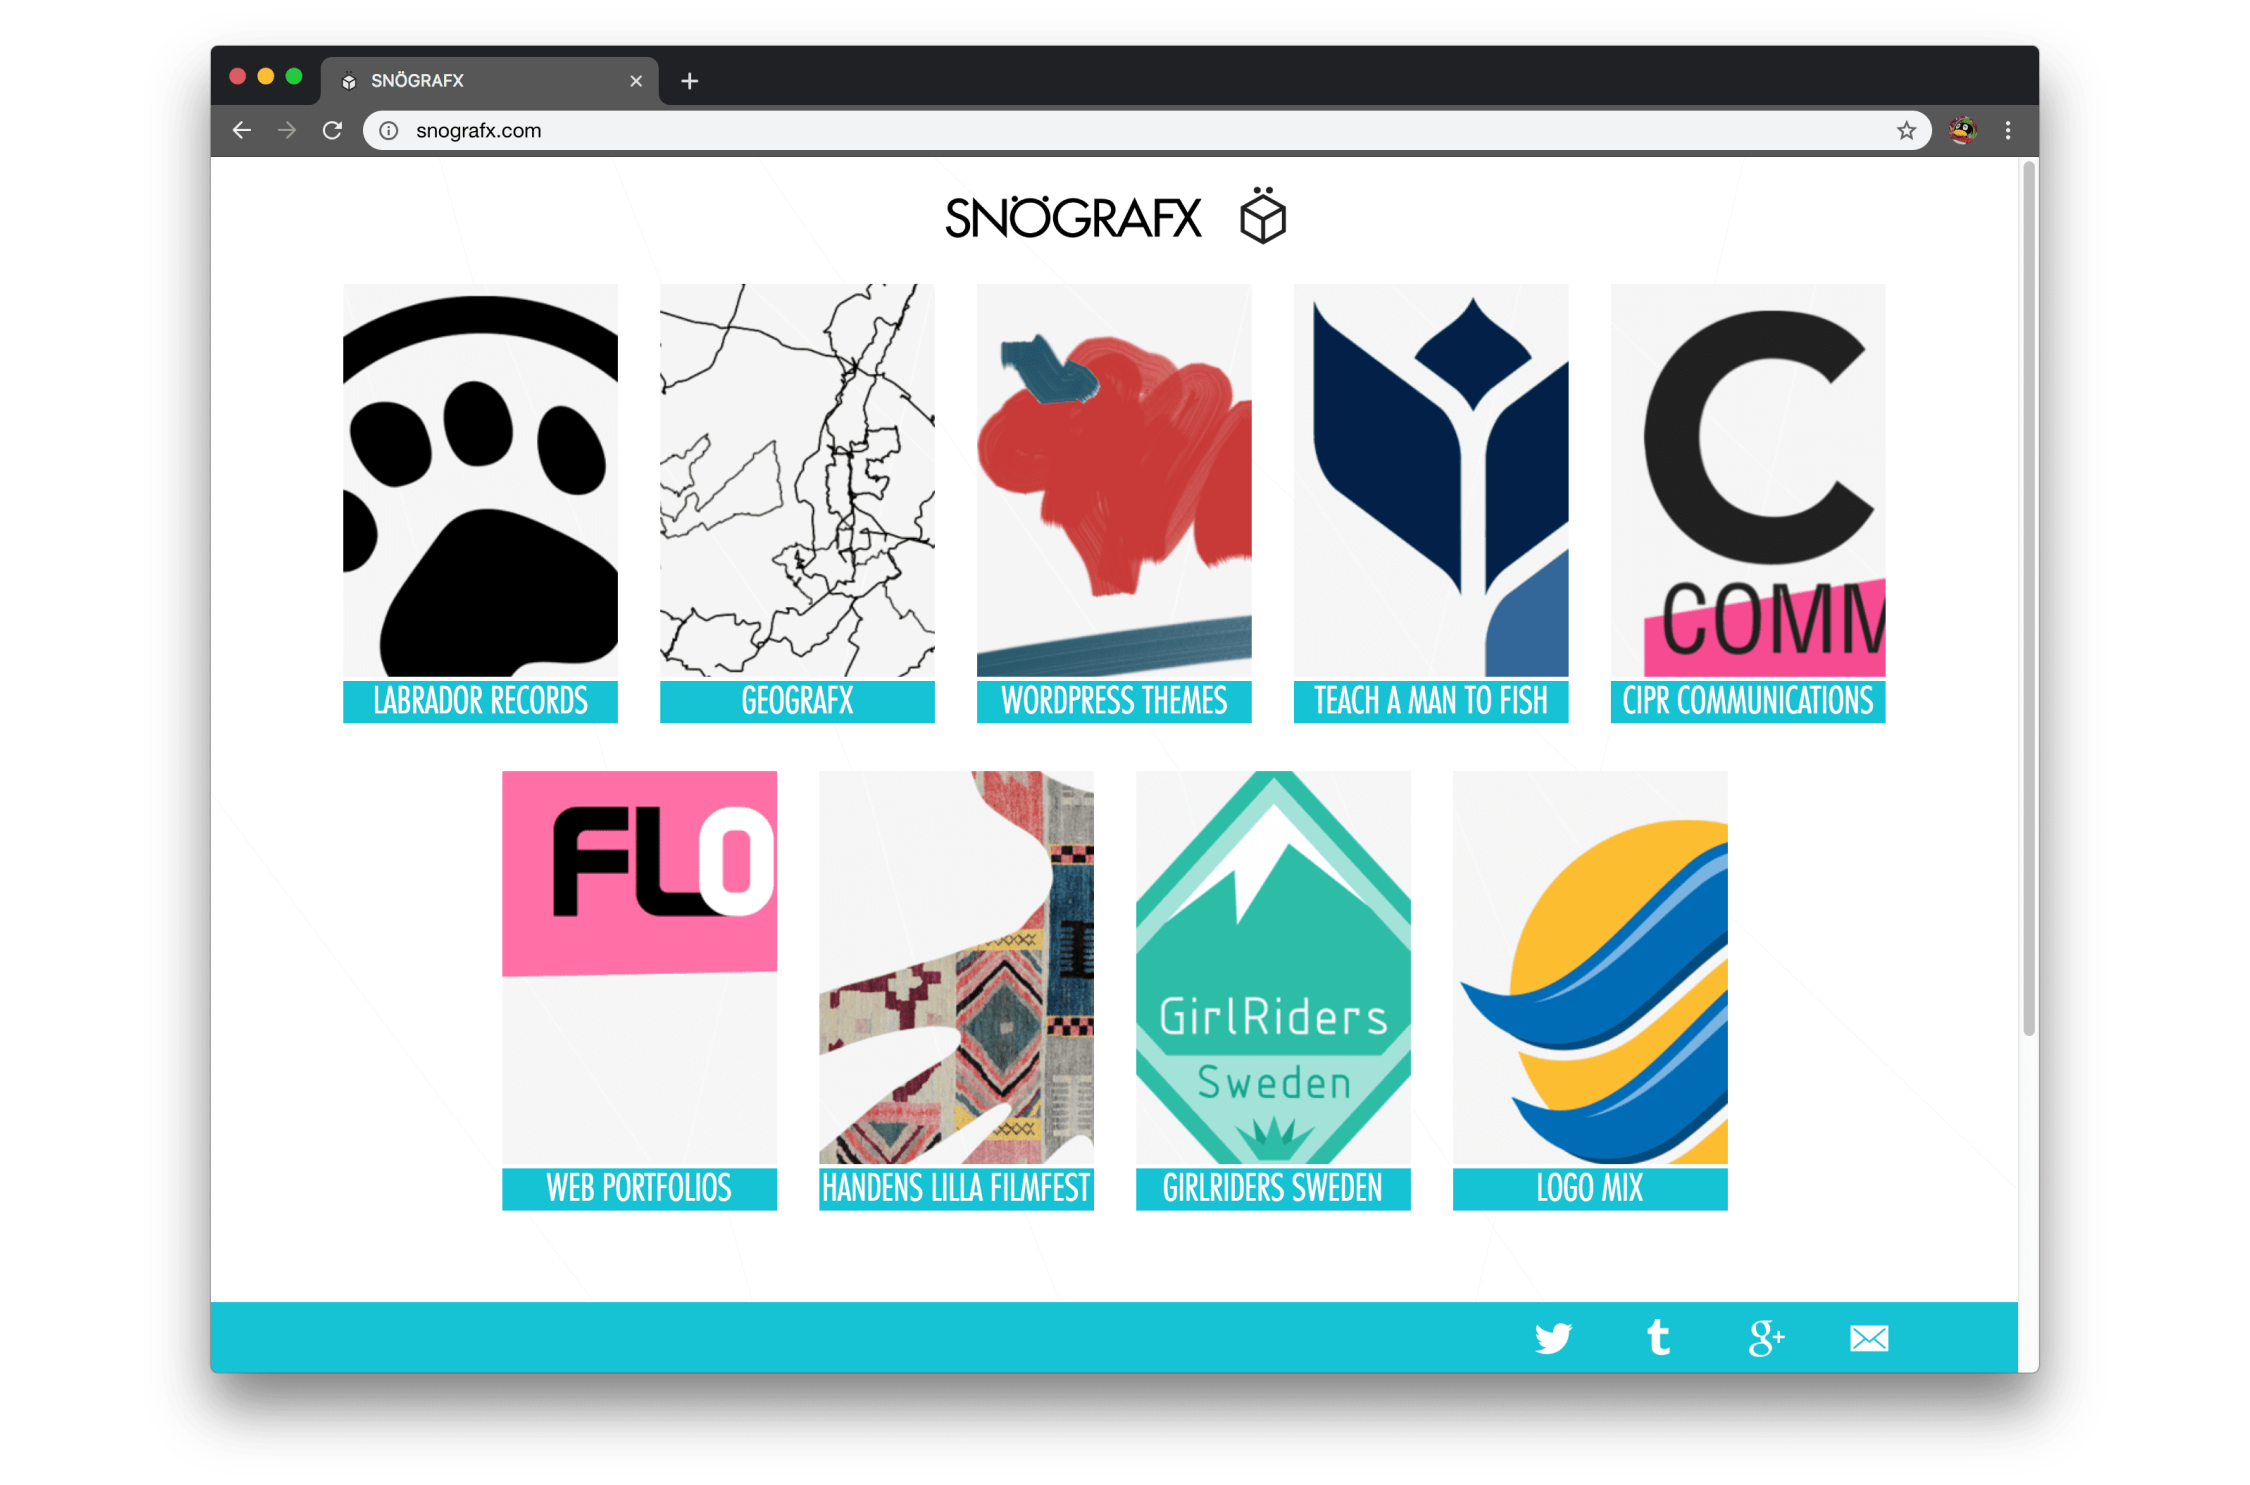 SNÖGRAFX
snografx.com
SNÖGRAFX
C
COMM
LABRADOR RECORDS
GEOGRAFX
WORDPRESS THEMES
TEACH A MAN TO FISH
CIPR COMMUNICATIONS
FLO
GirlRiders
Sweden
WEB PORTFOLIOS
HANDENS LILLA FILMFEST
GIRLRIDERS SWEDEN
LOGO MIX
t
g+